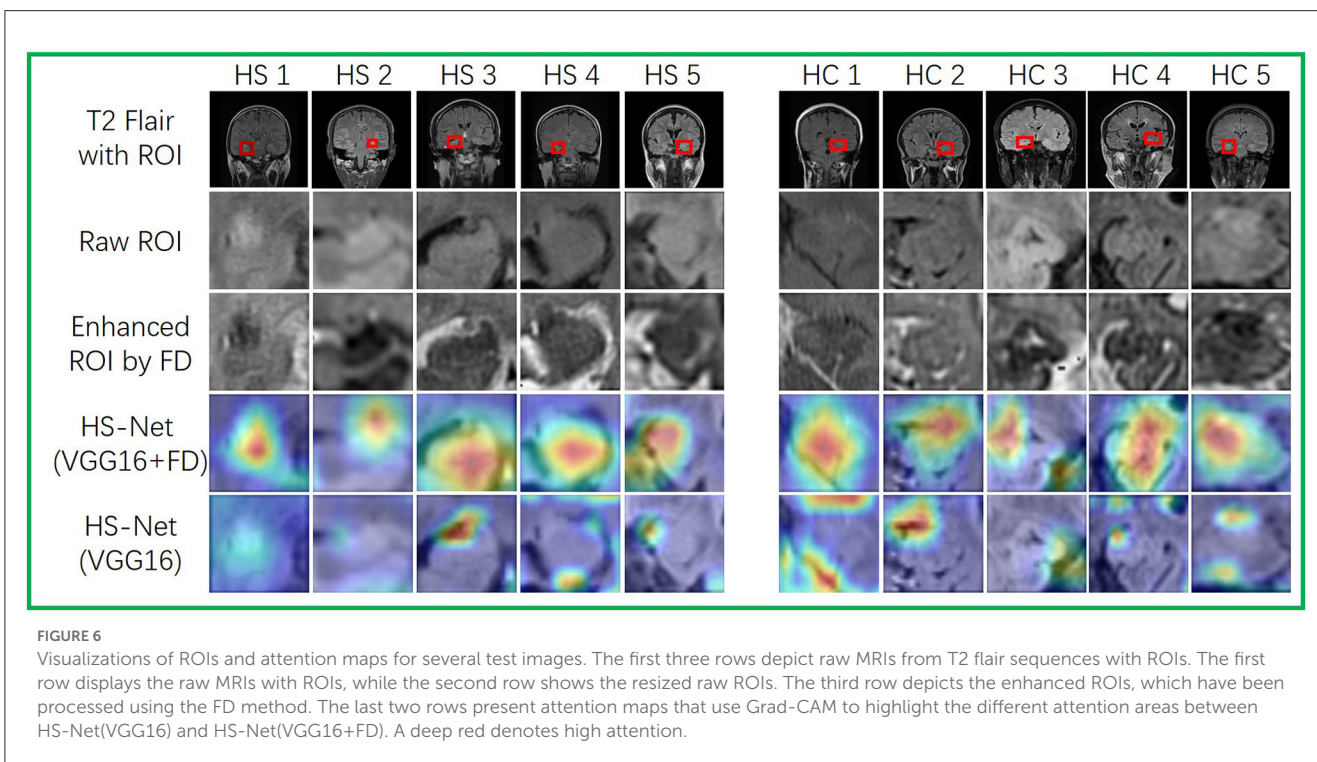 HS 1 HS 2 HS 3 HS 4 HS 5 HC 1 HC 2 HC 3 HC 4 HC 5
T2 Flair
with ROI
Raw ROI
Enhanced
ROI by FD
HS-Net
(VGG16+FD)
HS-Net
(VGG16)
FIGURE 6
Visualizations of ROIs and attention maps for several test images. The first three rows depict raw MRIs from T2 flair sequences with ROIs. The first
row displays the raw MRIs with ROIs, while the second row shows the resized raw ROIs. The third row depicts the enhanced ROIs, which have been
processed using the FD method. The last two rows present attention maps that use Grad-CAM to highlight the different attention areas between
HS-Net(VGG16) and HS-Net(VGG16+FD). A deep red denotes high attention.